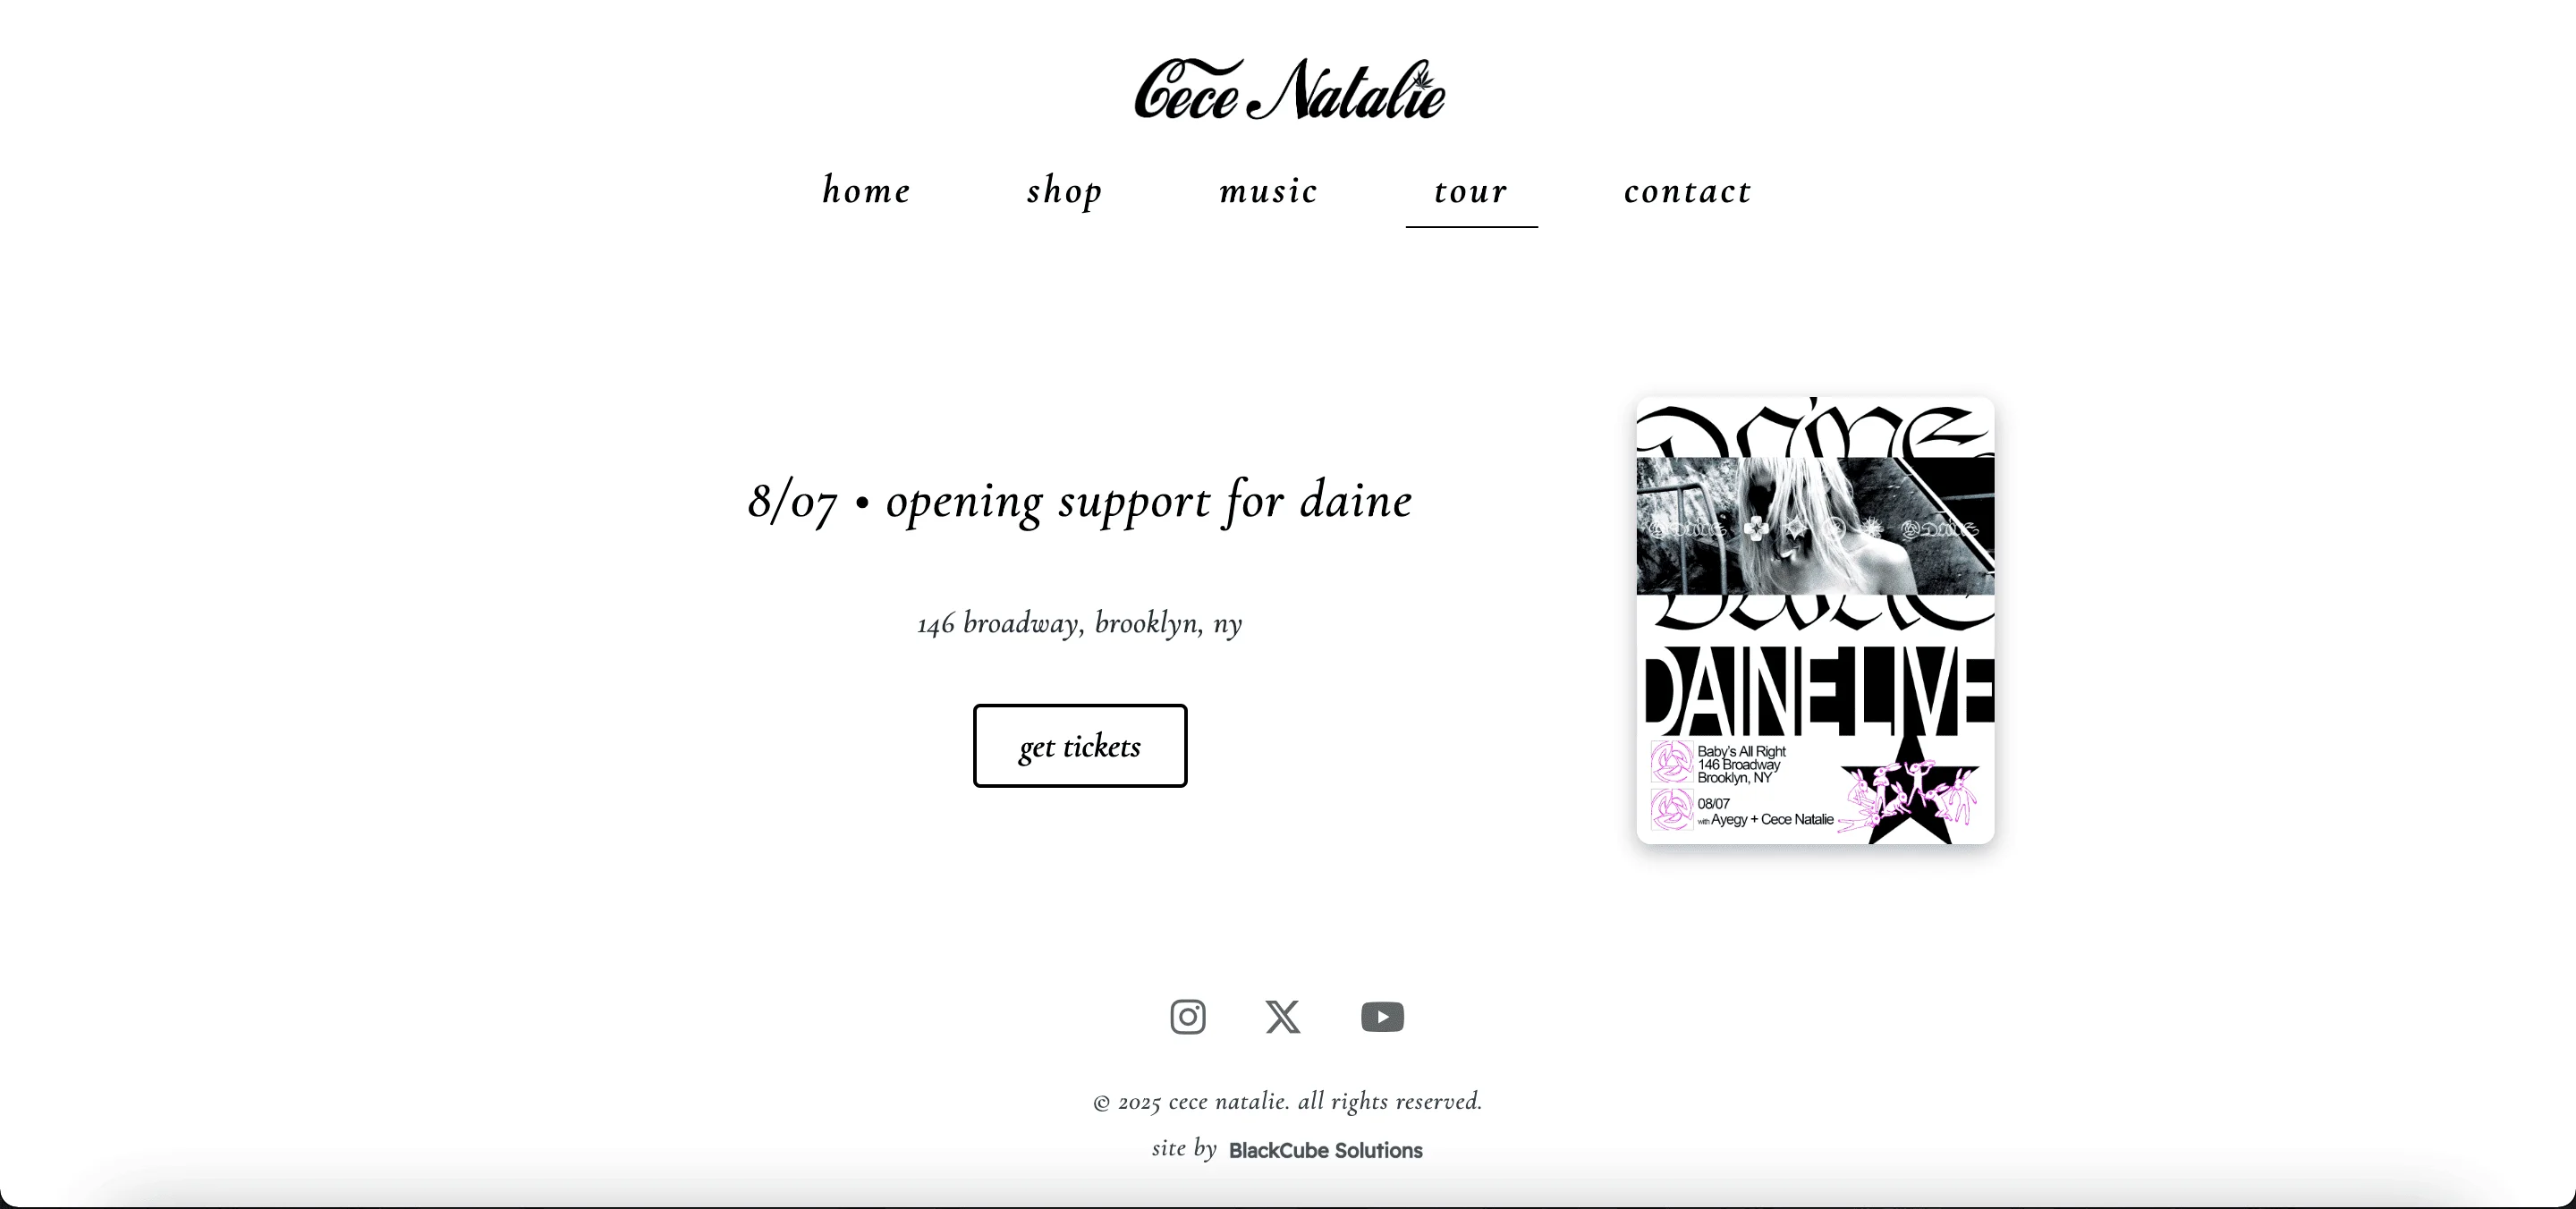 Cece Natalie
home shop music tour contact
8/07 • opening support for daine
146 broadway, brooklyn, ny
get tickets
Daine
DAINE LIVE
Baby's All Right
146 Broadway
Brooklyn, NY
08/07
with Ayegy + Cece Natalie
© 2025 cece natalie. all rights reserved.
site by BlackCube Solutions